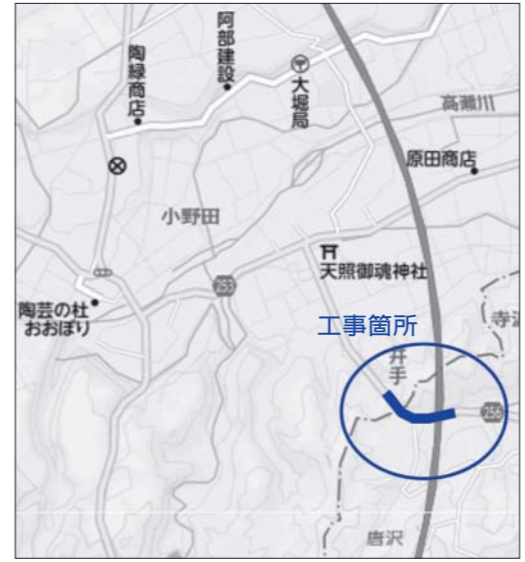 阿部建設
陶緑商店
大堀局
高瀬川
原田商店
小野田
天照御魂神社
253
陶芸の杜
おおぼり
工事箇所
寺沢
井手
256
唐沢